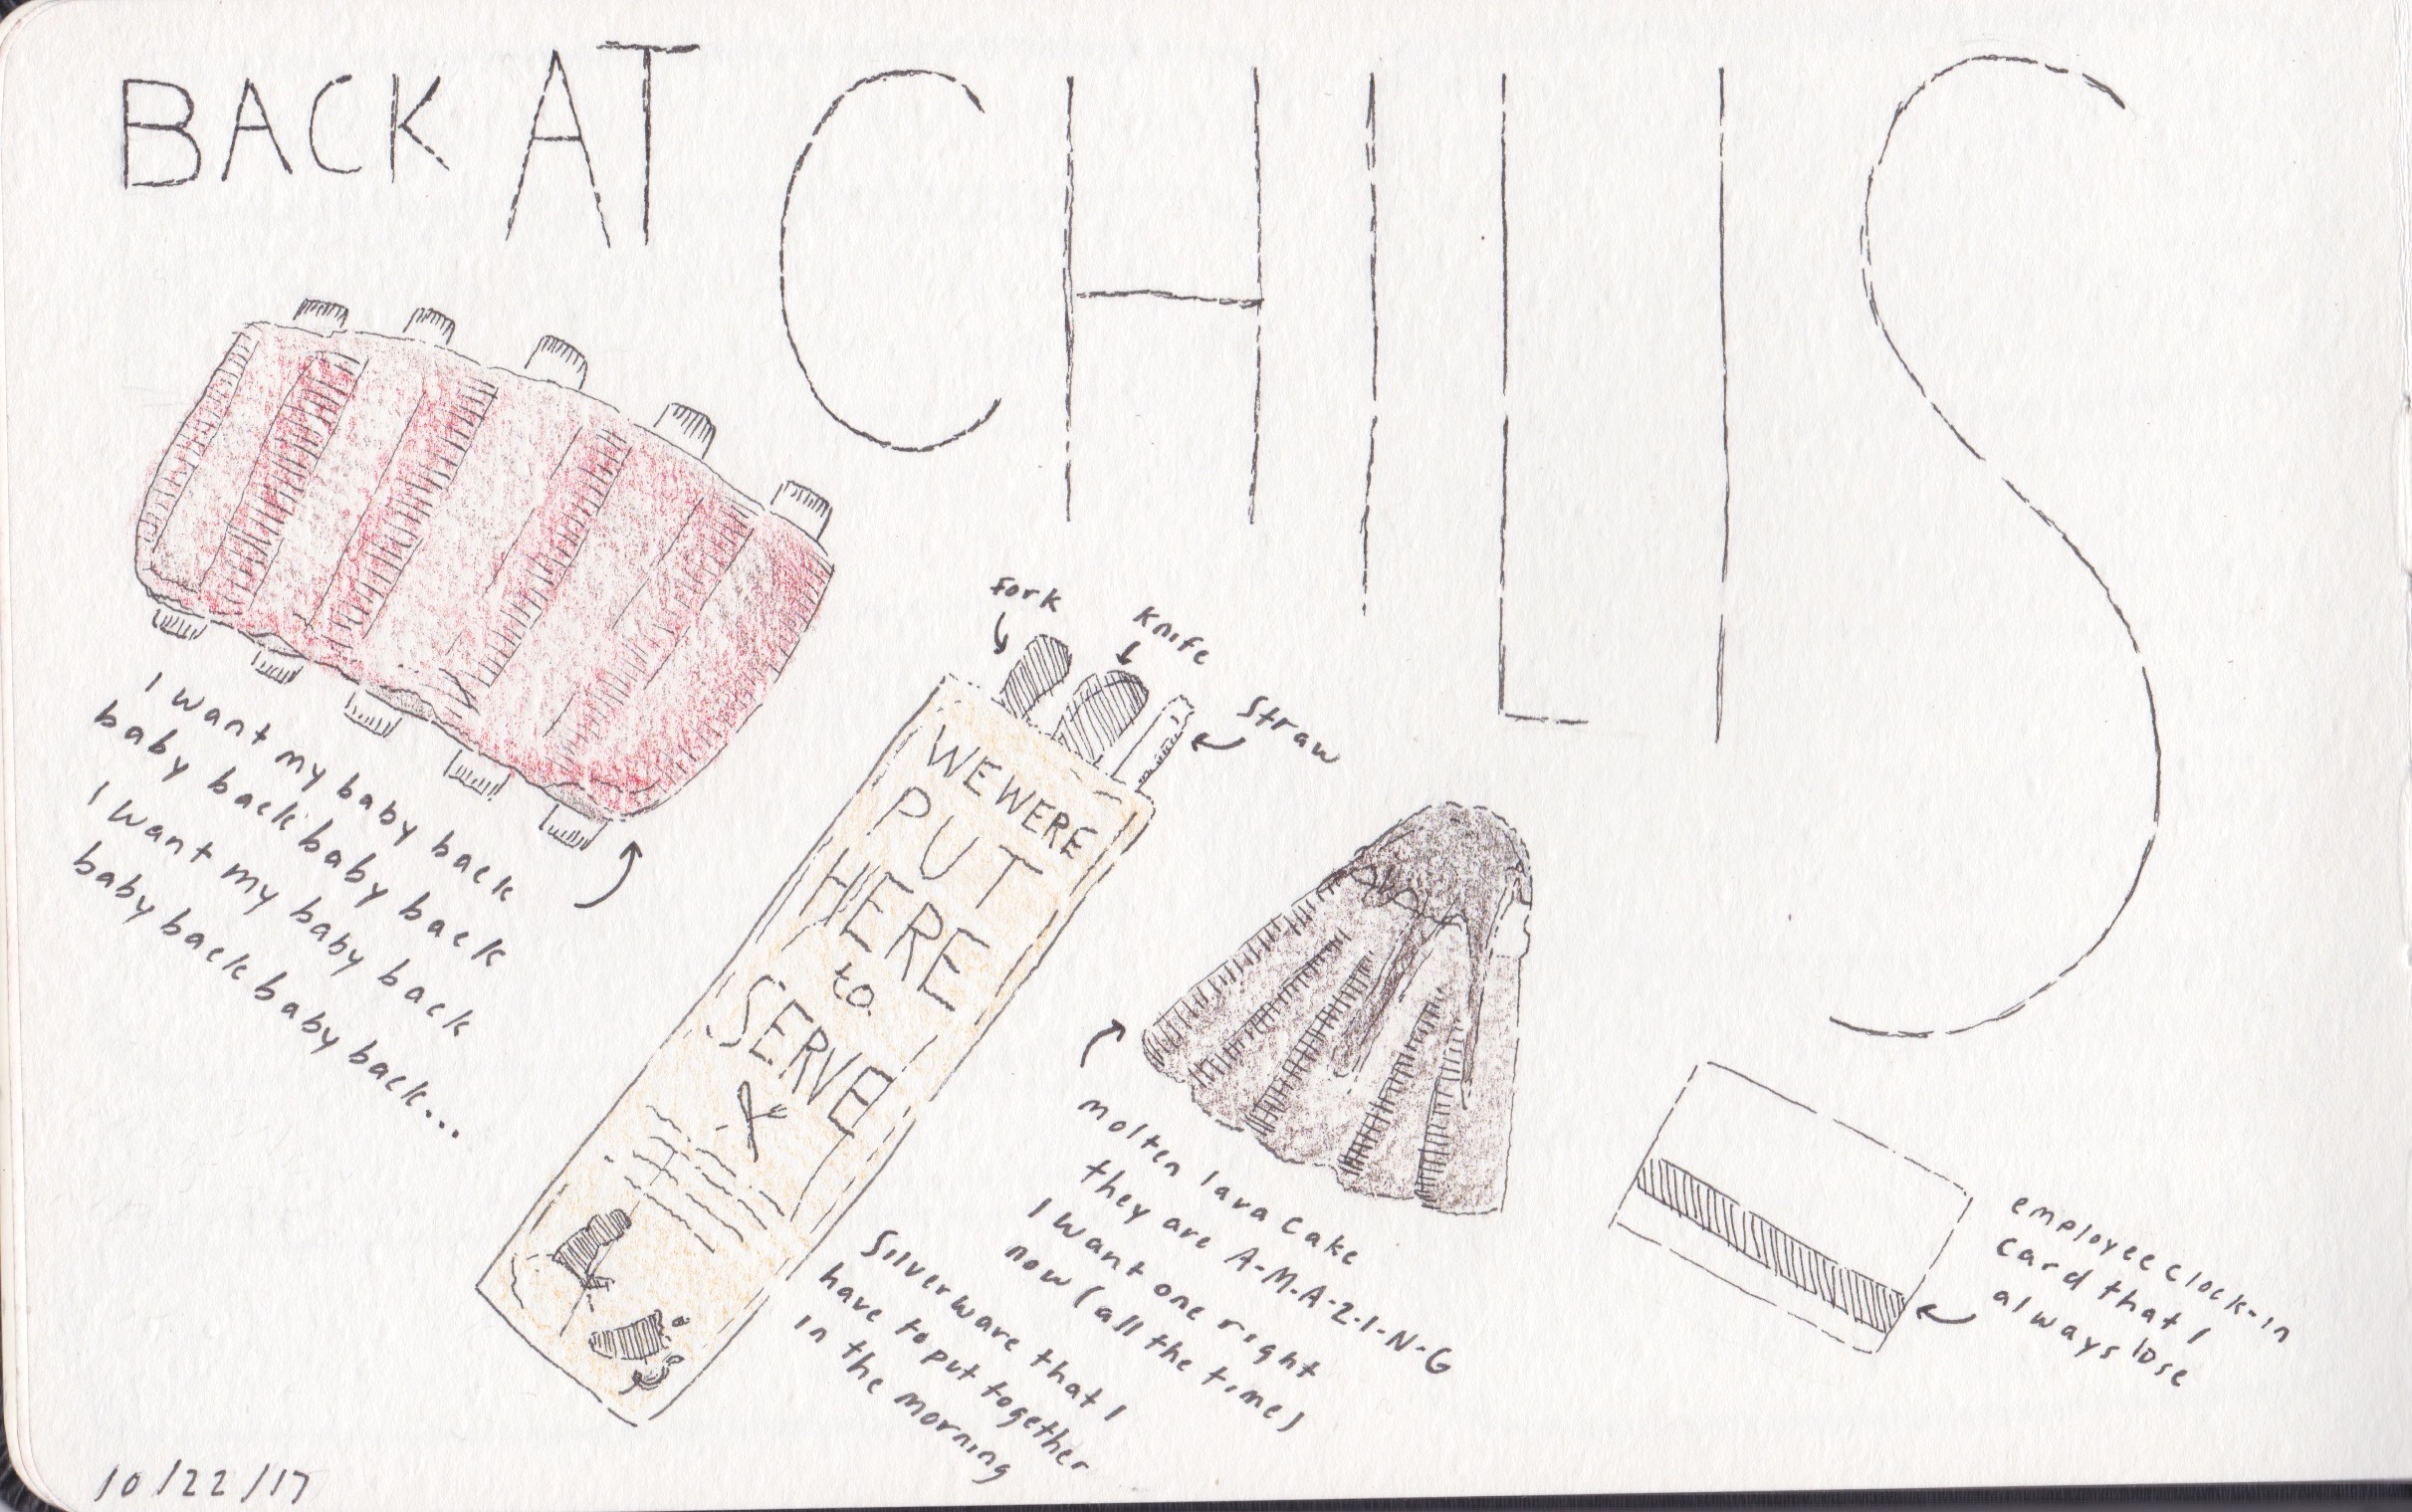 BACK AT CHILIS
I want my baby back
baby back baby back
I want my baby back
baby back baby back...
Fork
Knife
Straw
WE WERE
PUT
HERE
to
SERVE
molten lava cake
they are A-M-A-Z-I-N-G
I want one right
now (all the time)
Silverware that I
have to put together
in the morning
employee clock-in
card that I
always lose
10/22/17